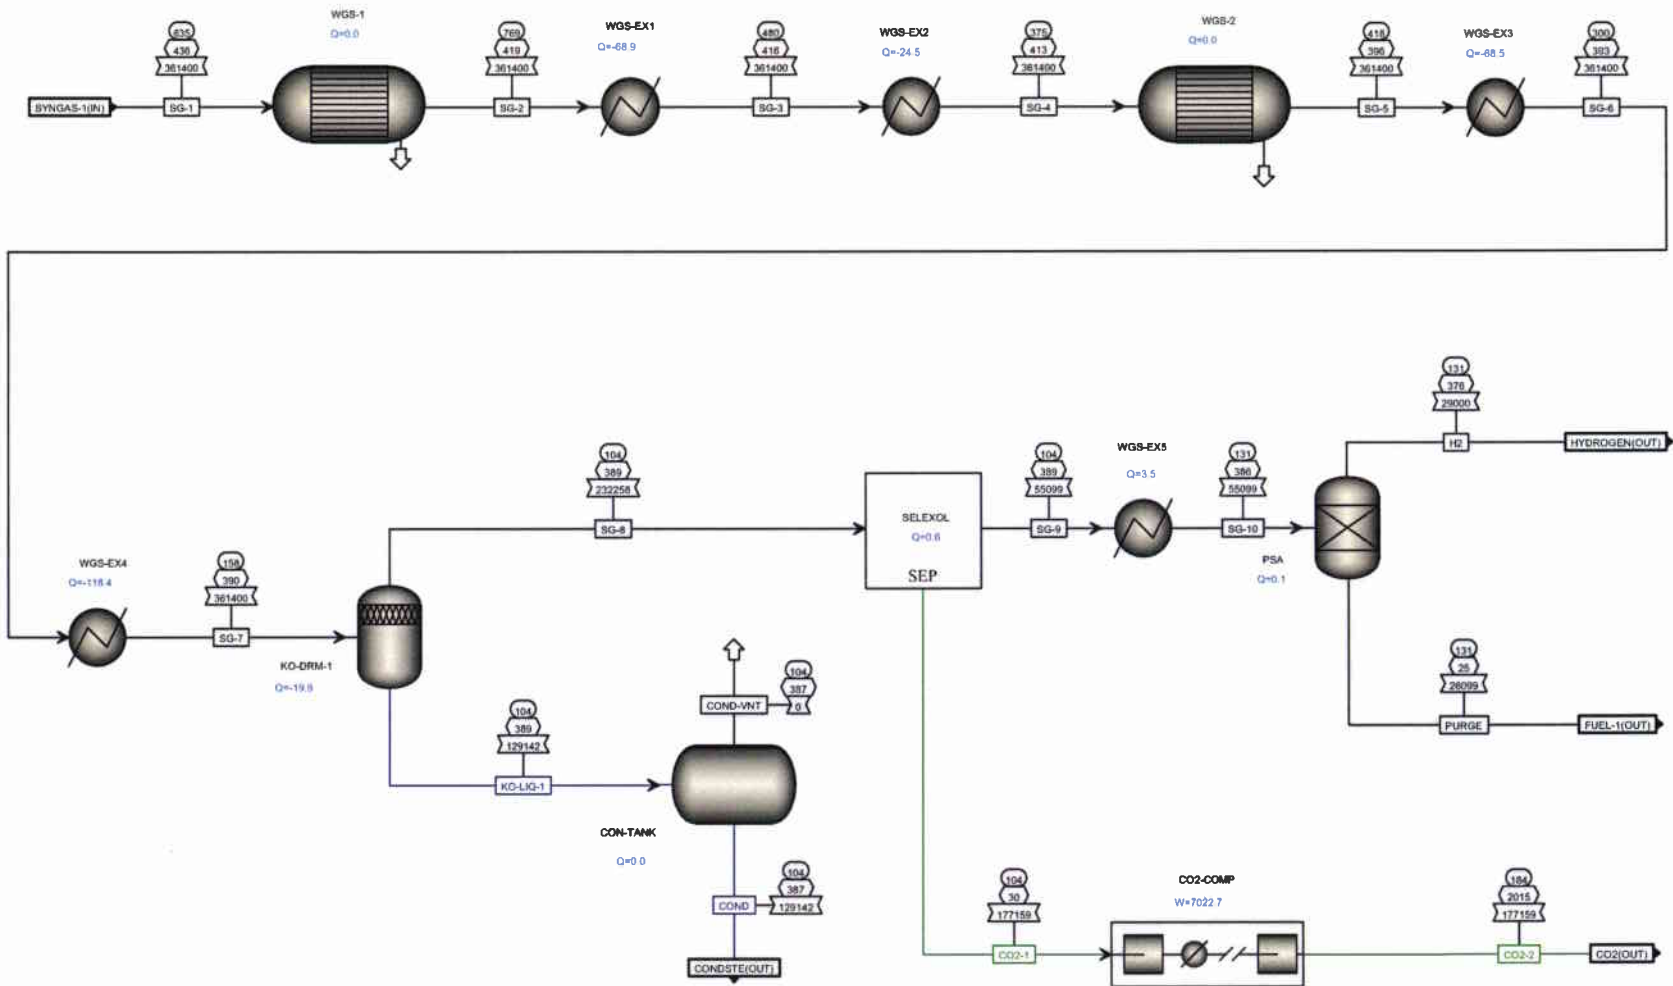 WGS-1
Q=0.0
WGS-EX1
Q=-68.9
WGS-EX2
Q=-24.5
WGS-2
Q=0.0
WGS-EX3
Q=-68.5
635
436
361400
769
419
361400
480
416
361400
375
413
361400
416
396
361400
300
393
361400
SYNGAS-1(IN)
SG-1
SG-2
SG-3
SG-4
SG-5
SG-6
131
376
29000
H2
HYDROGEN(OUT)
104
389
232258
SG-8
SELEXOL
Q=0.6
SEP
104
389
55099
SG-9
WGS-EX5
Q=3.5
131
386
55099
SG-10
PSA
Q=0.1
WGS-EX4
Q=-118.4
158
390
361400
SG-7
KO-DRM-1
Q=-19.8
104
389
129142
KO-LIQ-1
COND-VNT
104
387
0
131
25
26099
PURGE
FUEL-1(OUT)
CON-TANK
Q=0.0
COND
104
387
129142
CONDSTE(OUT)
104
30
177159
CO2-1
CO2-COMP
W=7022.7
184
2015
177159
CO2-2
CO2(OUT)